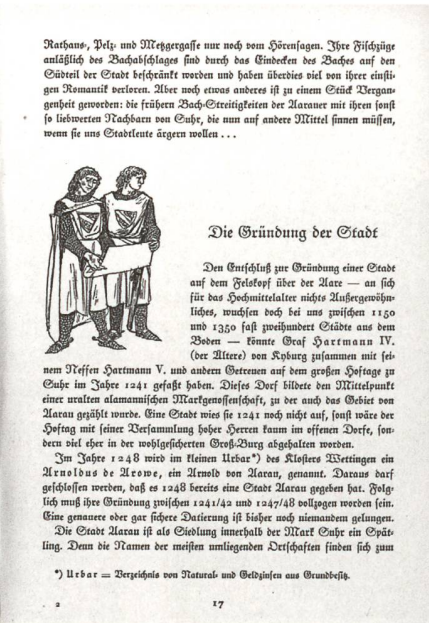 Rathaus-, Pelz- und Metzgergasse nur noch vom Hörensagen. Ihre Fischzüge
anläßlich des Bachabschlages sind durch das Eindecken des Baches auf den
Südteil der Stadt beschränkt worden und haben überdies viel von ihrer einsti-
gen Romantik verloren. Aber noch etwas anderes ist zu einem Stück Vergan-
genheit geworden: die frühern Bach-Streitigkeiten der Aarauer mit ihren sonst
so liebwerten Nachbarn von Suhr, die nun auf andere Mittel sinnen müssen,
wenn sie uns Stadtleute ärgern wollen . . .
Die Gründung der Stadt
Den Entschluß zur Gründung einer Stadt
auf dem Felskopf über der Aare — an sich
für das Hochmittelalter nichts Außergewöhn-
liches, wuchsen doch bei uns zwischen 1150
und 1350 fast zweihundert Städte aus dem
Boden — könnte Graf Hartmann IV.
(der Ältere) von Kyburg zusammen mit sei-
nem Neffen Hartmann V. und andern Getreuen auf dem großen Hoftage zu
Suhr im Jahre 1241 gefaßt haben. Dieses Dorf bildete den Mittelpunkt
einer uralten alamannischen Markgenossenschaft, zu der auch das Gebiet von
Aarau gezählt wurde. Eine Stadt wies sie 1241 noch nicht auf, sonst wäre der
Hoftag mit seiner Versammlung hoher Herren kaum im offenen Dorfe, son-
dern viel eher in der wohlgesicherten Groß-Burg abgehalten worden.
Im Jahre 1248 wird im kleinen Urbar*) des Klosters Wettingen ein
Arnoldus de Arowe, ein Arnold von Aarau, genannt. Daraus darf
geschlossen werden, daß es 1248 bereits eine Stadt Aarau gegeben hat. Folg-
lich muß ihre Gründung zwischen 1241/42 und 1247/48 vollzogen worden sein.
Eine genauere oder gar sichere Datierung ist bisher noch niemandem gelungen.
Die Stadt Aarau ist als Siedlung innerhalb der Mark Suhr ein Spät-
ling. Denn die Namen der meisten umliegenden Ortschaften finden sich zum
*) Urbar = Verzeichnis von Natural- und Geldzinsen aus Grundbesitz.
2
17